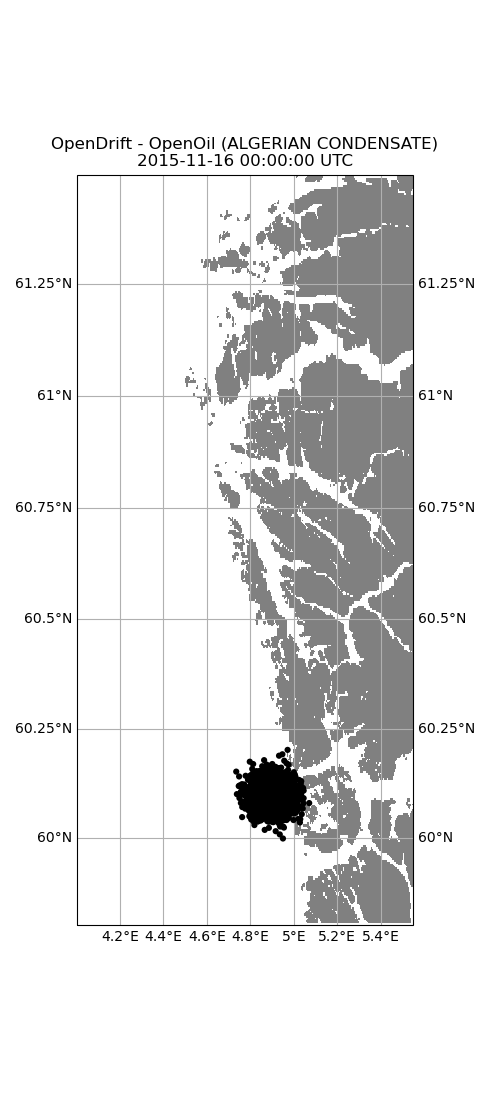 OpenDrift - OpenOil (ALGERIAN CONDENSATE)
2015-11-16 00:00:00 UTC
61.25°N 61.25°N
61°N 61°N
60.75°N 60.75°N
60.5°N 60.5°N
60.25°N 60.25°N
60°N 60°N
4.2°E 4.4°E 4.6°E 4.8°E 5°E 5.2°E 5.4°E